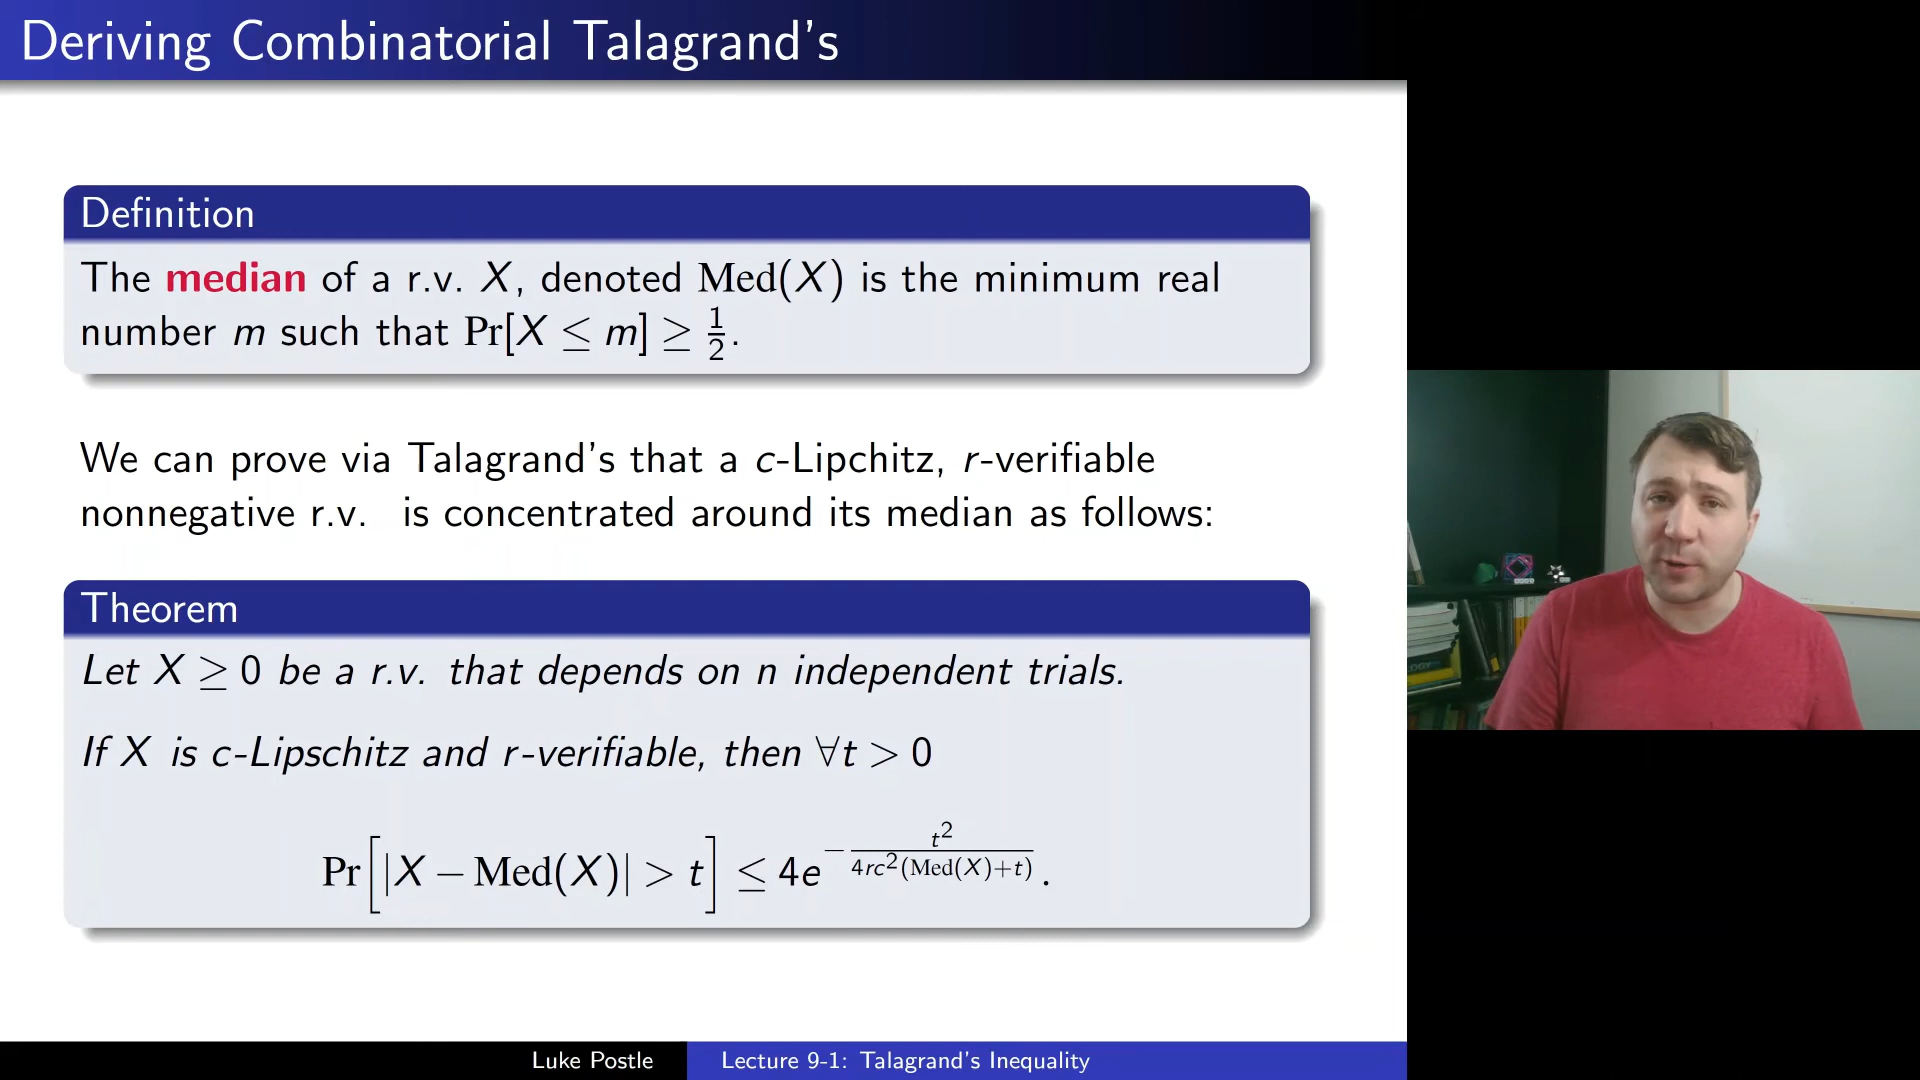 Deriving Combinatorial Talagrand's
Definition
The median of a r.v. X, denoted Med(X) is the minimum real
number m such that Pr[X ≤ m] ≥ 1/2.
We can prove via Talagrand's that a c-Lipchitz, r-verifiable
nonnegative r.v. is concentrated around its median as follows:
Theorem
Let X ≥ 0 be a r.v. that depends on n independent trials.
If X is c-Lipschitz and r-verifiable, then ∀t > 0
Pr[|X − Med(X)| > t] ≤ 4e^{−t²/(4rc²(Med(X)+t))}.
Luke Postle
Lecture 9-1: Talagrand's Inequality